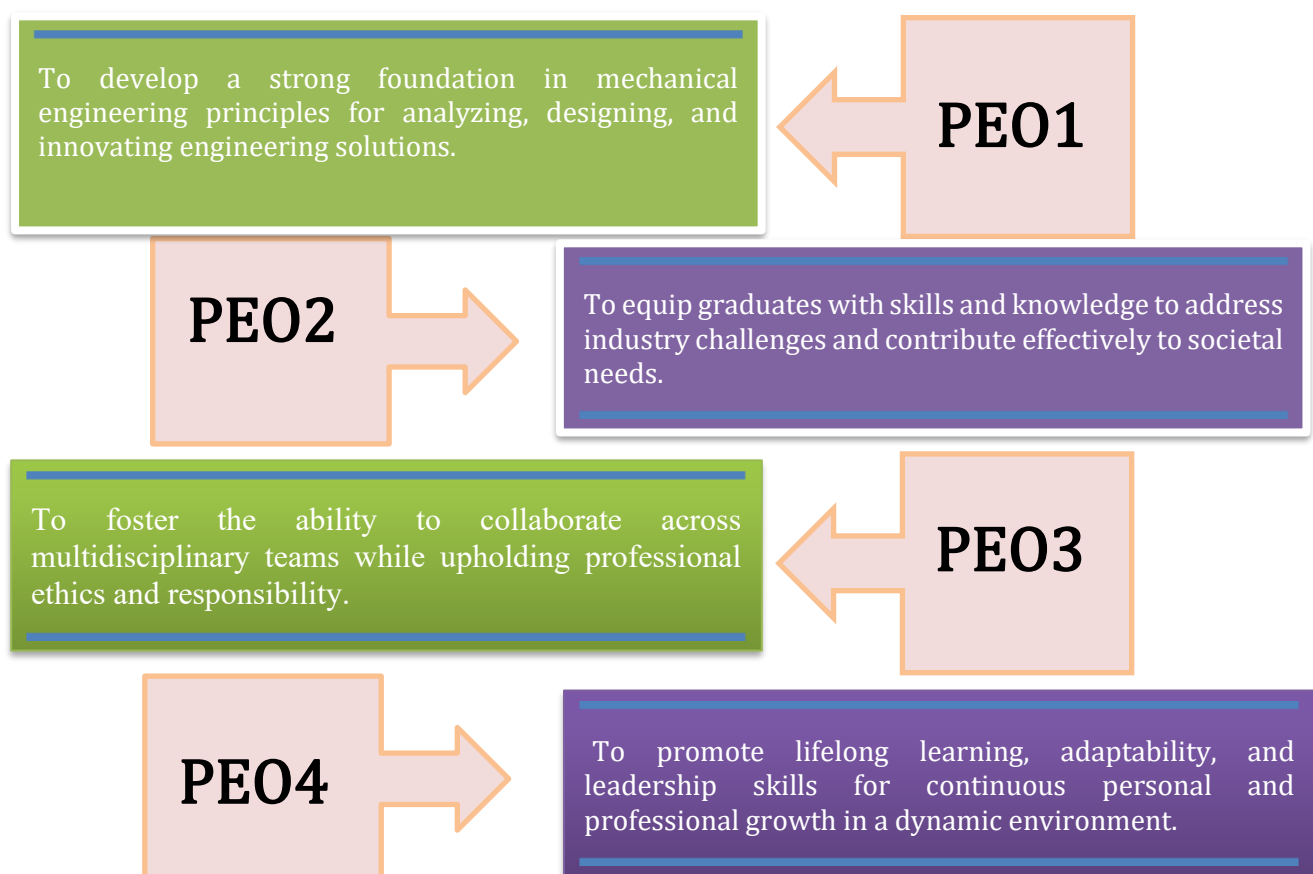 PEO1
To develop a strong foundation in mechanical
engineering principles for analyzing, designing, and
innovating engineering solutions.
PEO2
To equip graduates with skills and knowledge to address
industry challenges and contribute effectively to societal
needs.
PEO3
To foster the ability to collaborate across
multidisciplinary teams while upholding professional
ethics and responsibility.
PEO4
To promote lifelong learning, adaptability, and
leadership skills for continuous personal and
professional growth in a dynamic environment.